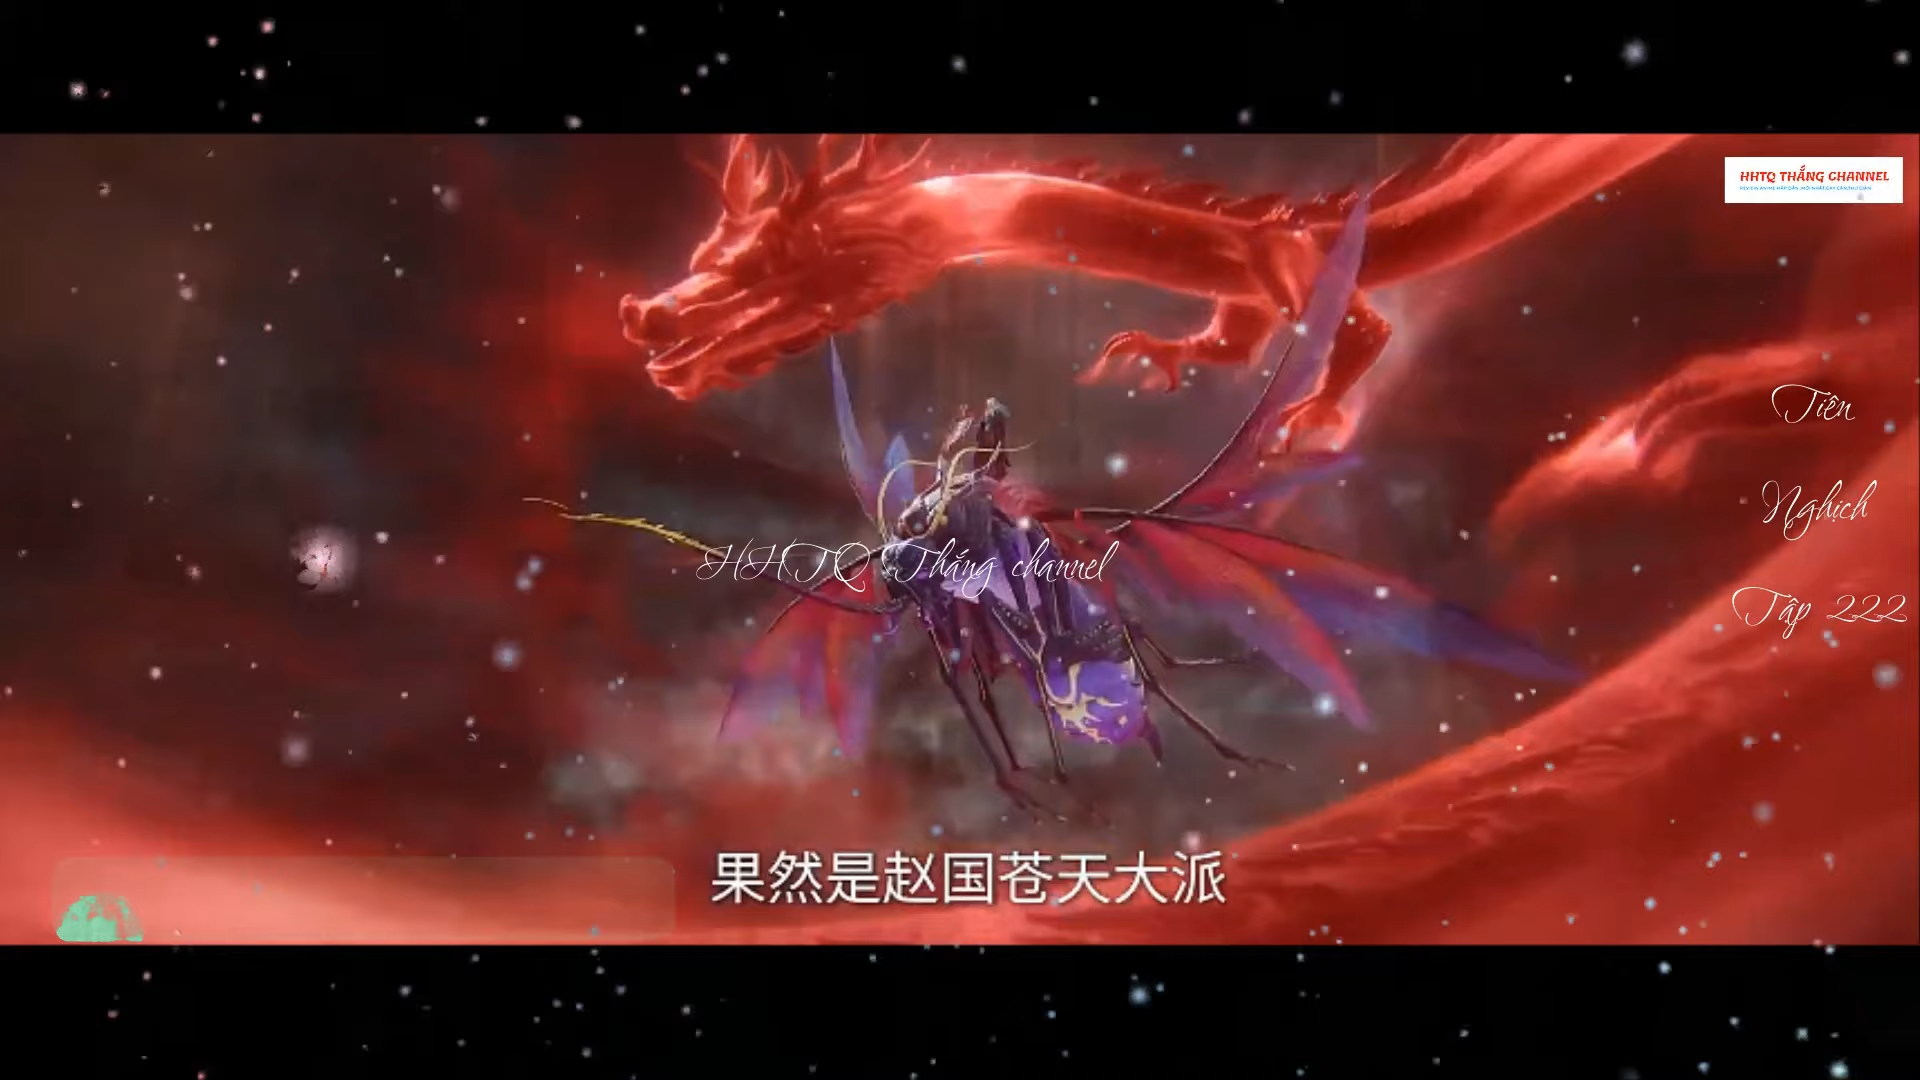 HHTQ THẮNG CHANNEL
Tiên
Nghịch
HHTQ Thắng channel
Tập 222
果然是赵国苍天大派